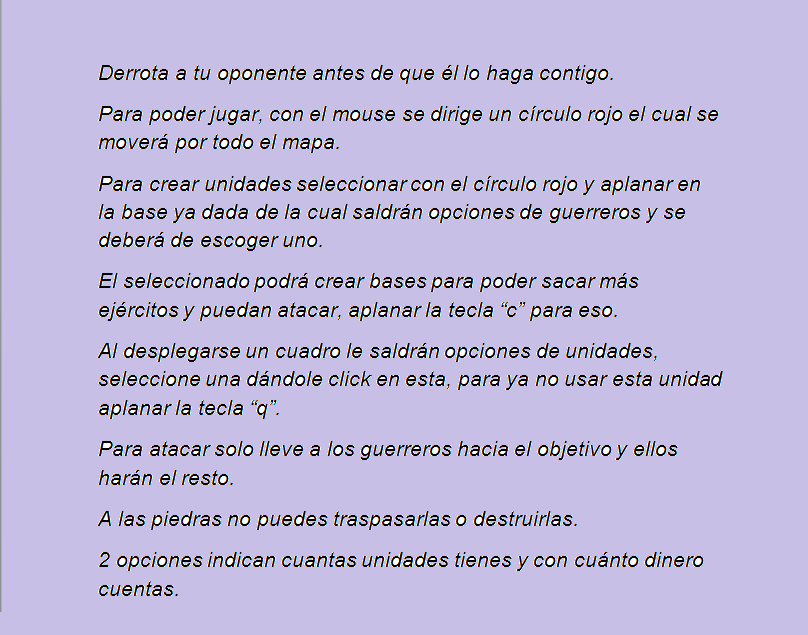 Derrota a tu oponente antes de que él lo haga contigo.
Para poder jugar, con el mouse se dirige un círculo rojo el cual se
moverá por todo el mapa.
Para crear unidades seleccionar con el círculo rojo y aplanar en
la base ya dada de la cual saldrán opciones de guerreros y se
deberá de escoger uno.
El seleccionado podrá crear bases para poder sacar más
ejércitos y puedan atacar, aplanar la tecla “c” para eso.
Al desplegarse un cuadro le saldrán opciones de unidades,
seleccione una dándole click en esta, para ya no usar esta unidad
aplanar la tecla “q”.
Para atacar solo lleve a los guerreros hacia el objetivo y ellos
harán el resto.
A las piedras no puedes traspasarlas o destruirlas.
2 opciones indican cuantas unidades tienes y con cuánto dinero
cuentas.